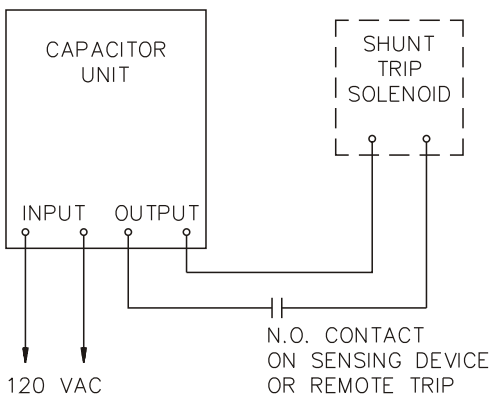 CAPACITOR
UNIT
SHUNT
TRIP
SOLENOID
INPUT OUTPUT
N.O. CONTACT
ON SENSING DEVICE
OR REMOTE TRIP
120 VAC